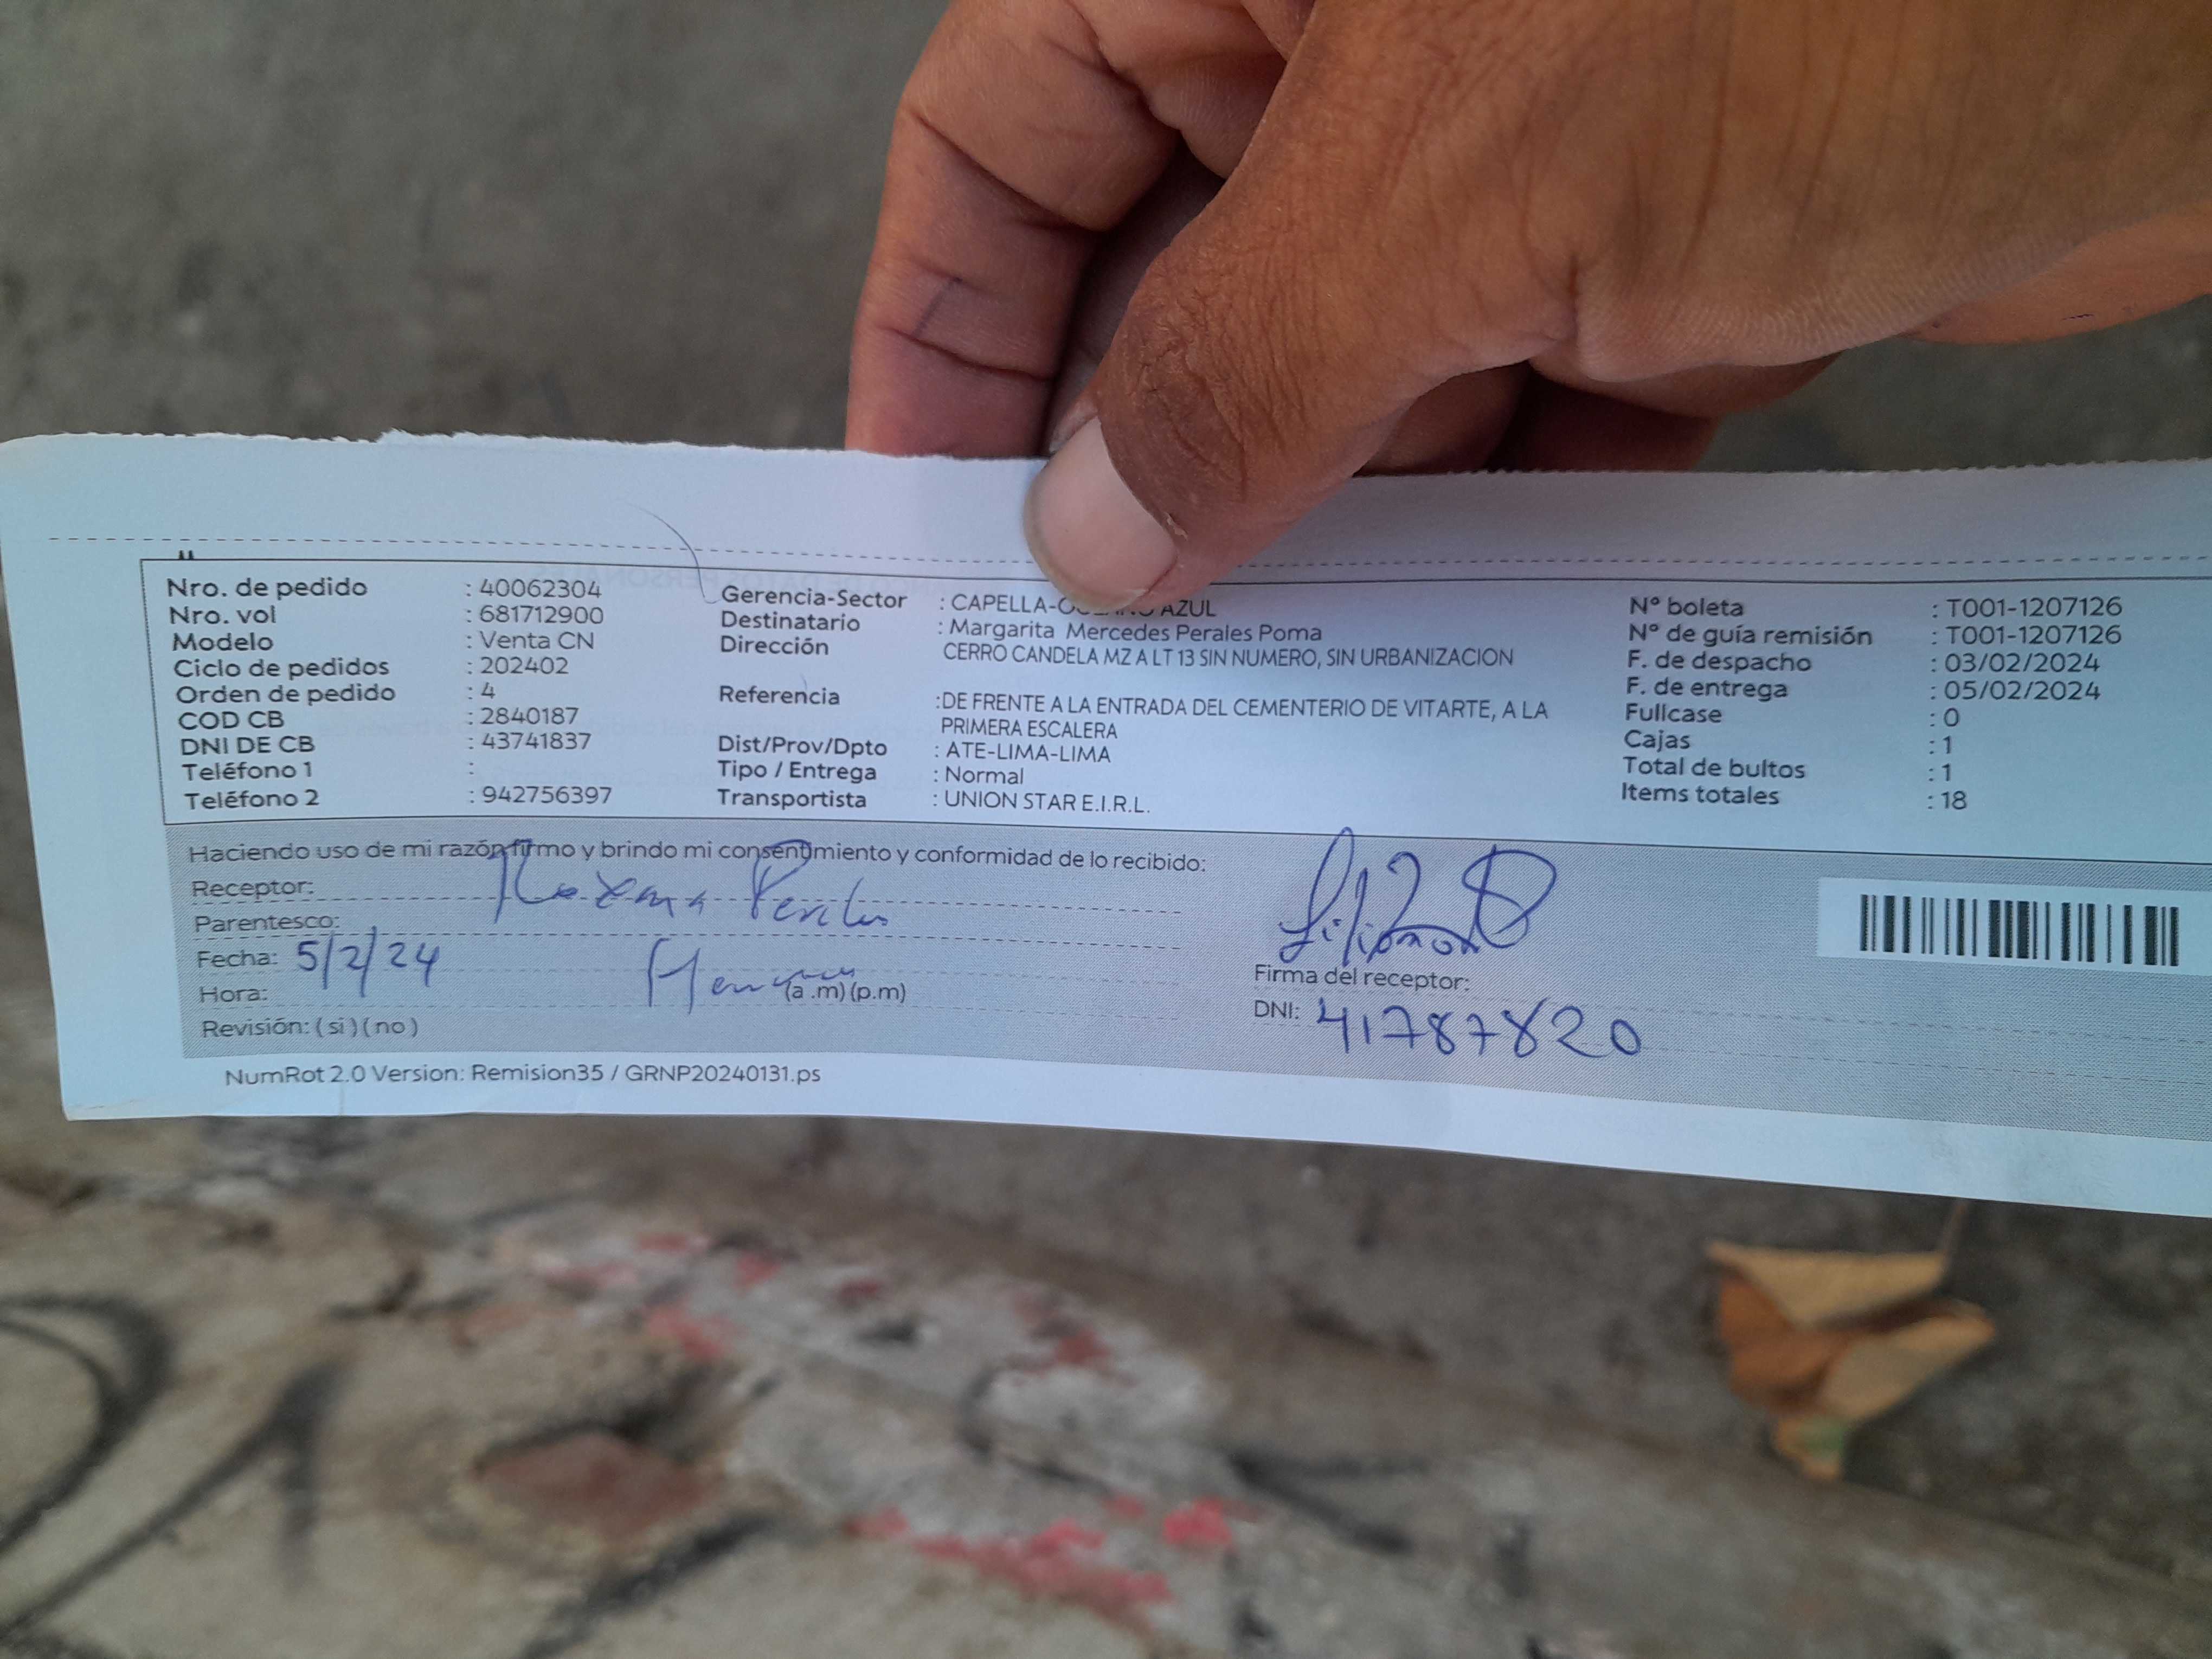 Nro. de pedido : 40062304
Nro. vol : 681712900
Modelo : Venta CN
Ciclo de pedidos : 202402
Orden de pedido : 4
COD CB : 2840187
DNI DE CB : 43741837
Teléfono 1 :
Teléfono 2 : 942756397
Gerencia-Sector : CAPELLA- AZUL
Destinatario : Margarita Mercedes Perales Poma
Dirección CERRO CANDELA MZ A LT 13 SIN NUMERO, SIN URBANIZACION
Referencia :DE FRENTE A LA ENTRADA DEL CEMENTERIO DE VITARTE, A LA
PRIMERA ESCALERA
Dist/Prov/Dpto : ATE-LIMA-LIMA
Tipo / Entrega : Normal
Transportista : UNION STAR E.I.R.L.
N° boleta : T001-1207126
N° de guía remisión : T001-1207126
F. de despacho : 03/02/2024
F. de entrega : 05/02/2024
Fullcase : 0
Cajas : 1
Total de bultos : 1
Items totales : 18
Haciendo uso de mi razón firmo y brindo mi consentimiento y conformidad de lo recibido:
Receptor: Perales
Parentesco:
Fecha: 5/2/24
Hora: (a .m) (p.m)
Revisión: ( si ) ( no )
Firma del receptor:
DNI: 41787820
NumRot 2.0 Version: Remision35 / GRNP20240131.ps